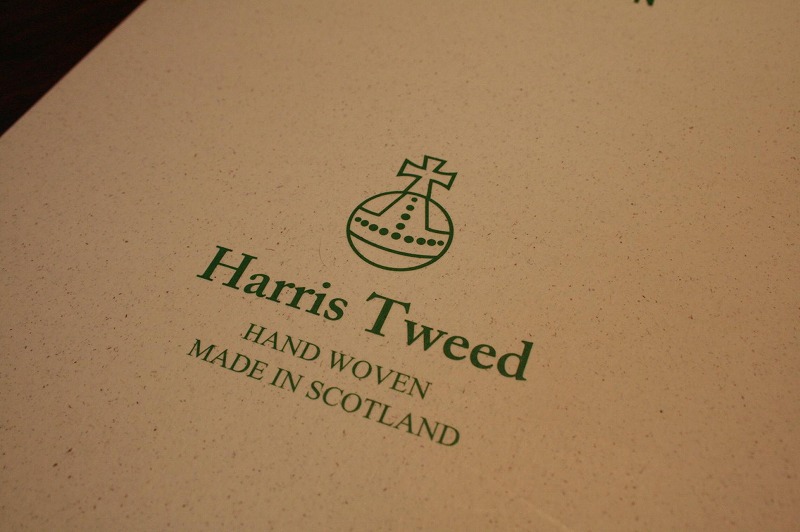 Harris Tweed
HAND WOVEN
MADE IN SCOTLAND